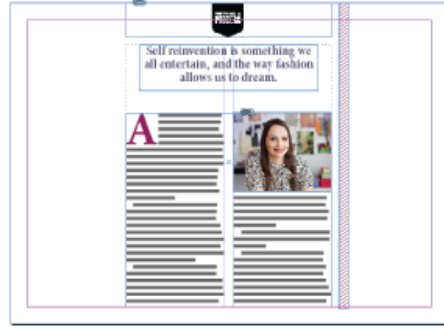 Self reinvention is something we
all entertain, and the way fashion
allows us to dream.
A